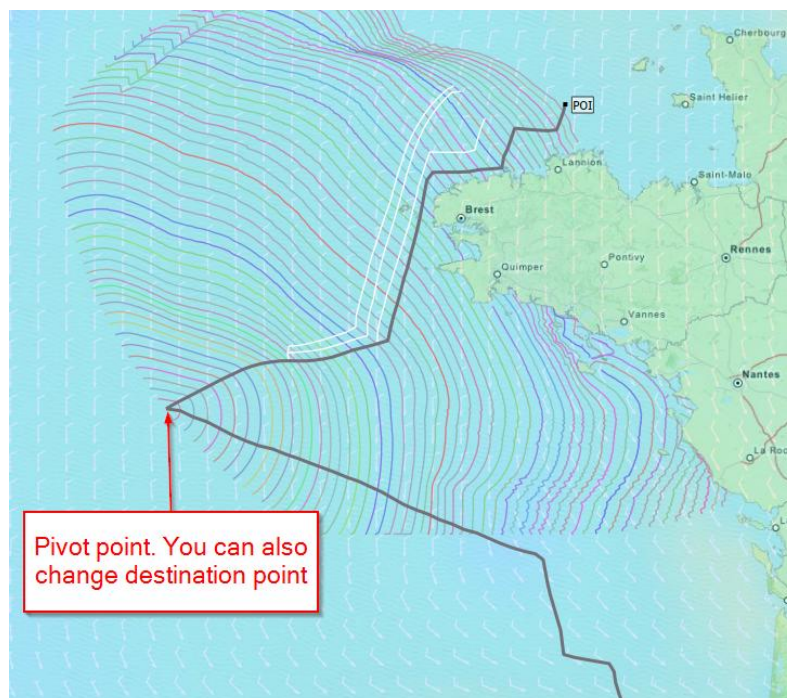 Cherbourg
POI
Saint Helier
Lannion
Saint-Malo
Brest
Rennes
Quimper
Pontivy
Vannes
Nantes
La Roc
Pivot point. You can also
change destination point